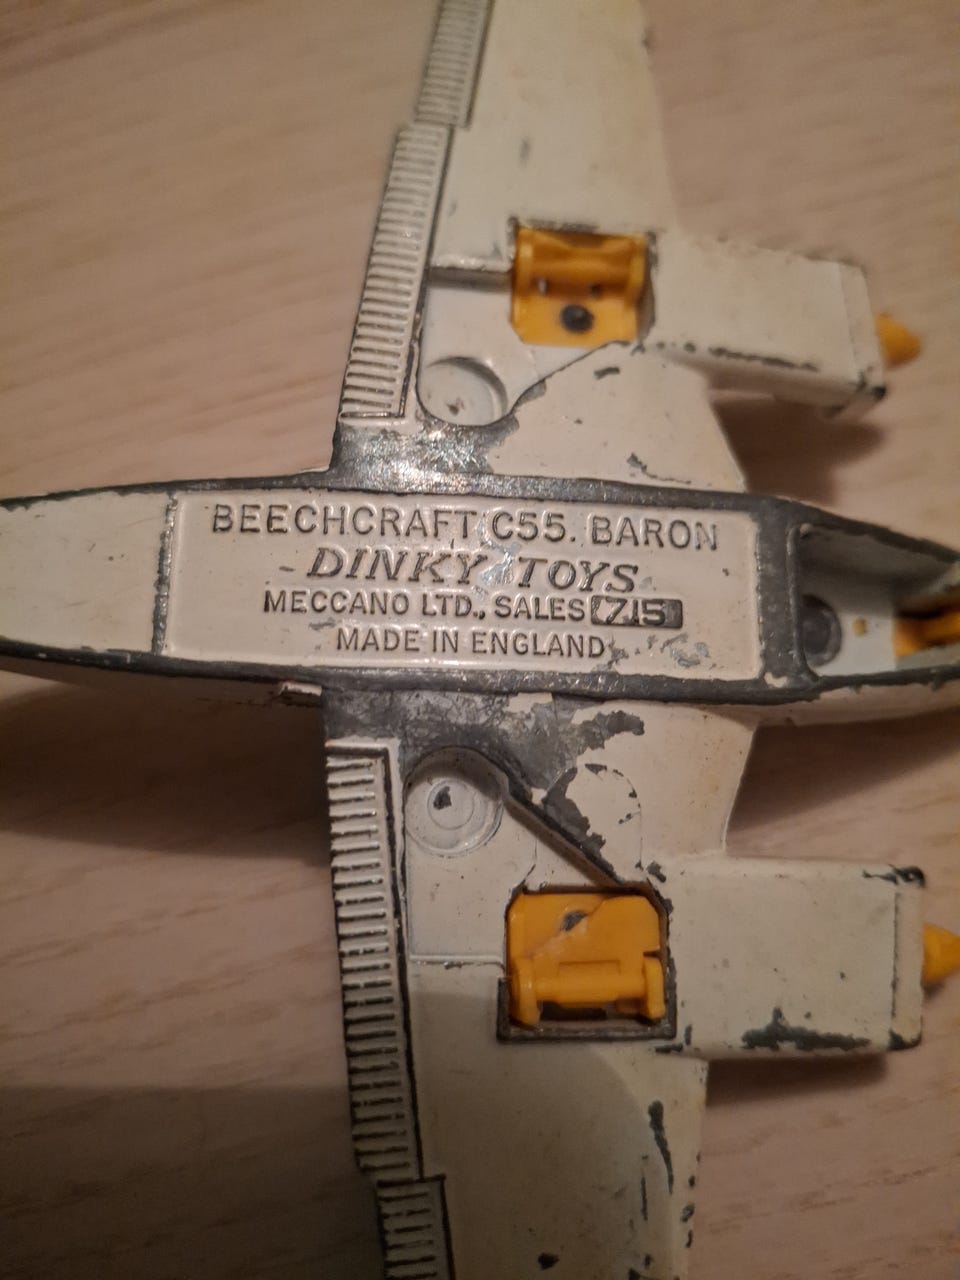 BEECHCRAFT C55. BARON
DINKY TOYS
MECCANO LTD., SALES 715
MADE IN ENGLAND